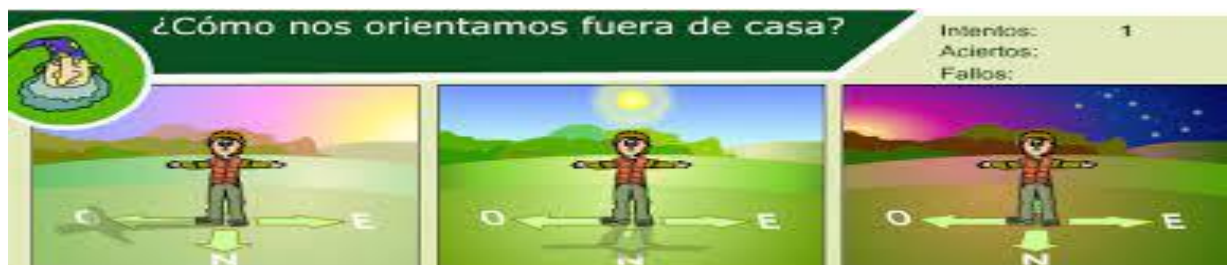 ¿Cómo nos orientamos fuera de casa?
Intentos: 1
Aciertos:
Fallos:
O E
N
O E
N
O E
N